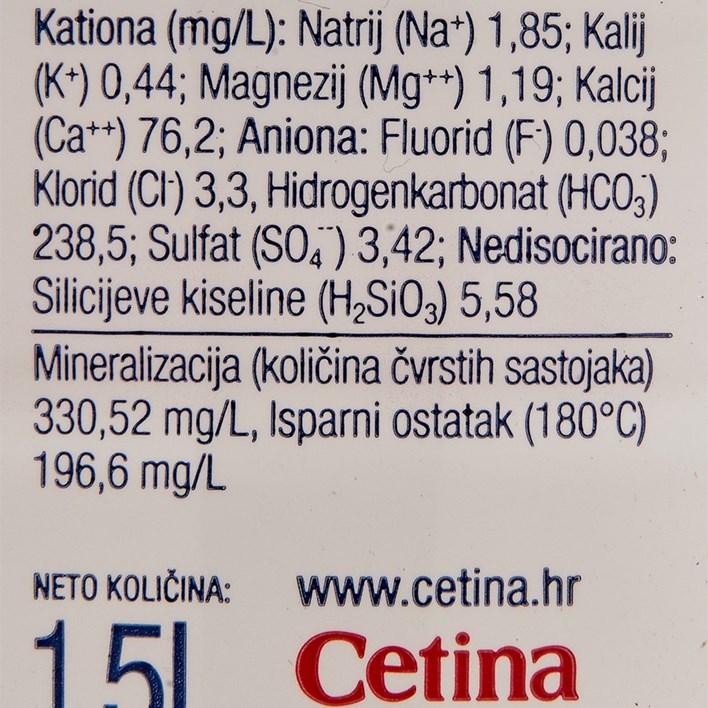 Kationa (mg/L): Natrij (Na⁺) 1,85; Kalij
(K⁺) 0,44; Magnezij (Mg⁺⁺) 1,19; Kalcij
(Ca⁺⁺) 76,2; Aniona: Fluorid (F⁻) 0,038;
Klorid (Cl⁻) 3,3, Hidrogenkarbonat (HCO₃⁻)
238,5; Sulfat (SO₄⁻⁻) 3,42; Nedisocirano:
Silicijeve kiseline (H₂SiO₃) 5,58
Mineralizacija (količina čvrstih sastojaka)
330,52 mg/L, Isparni ostatak (180°C)
196,6 mg/L
NETO KOLIČINA:
www.cetina.hr
1,5l
Cetina